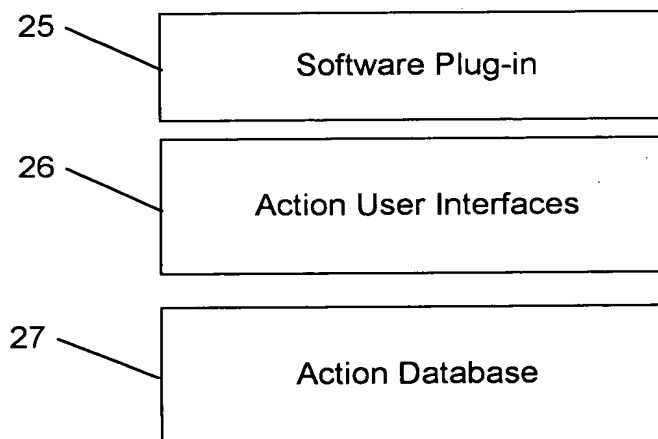 25
Software Plug-in
26
Action User Interfaces
27
Action Database